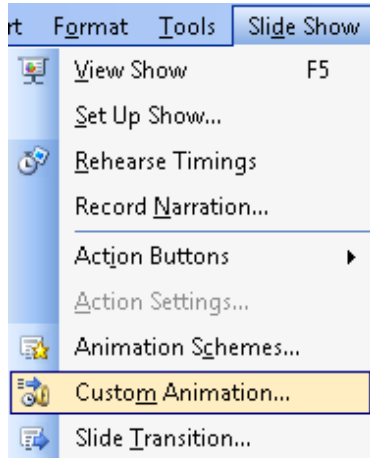 rt Format Tools Slide Show
View Show F5
Set Up Show...
Rehearse Timings
Record Narration...
Action Buttons
Action Settings...
Animation Schemes...
Custom Animation...
Slide Transition...